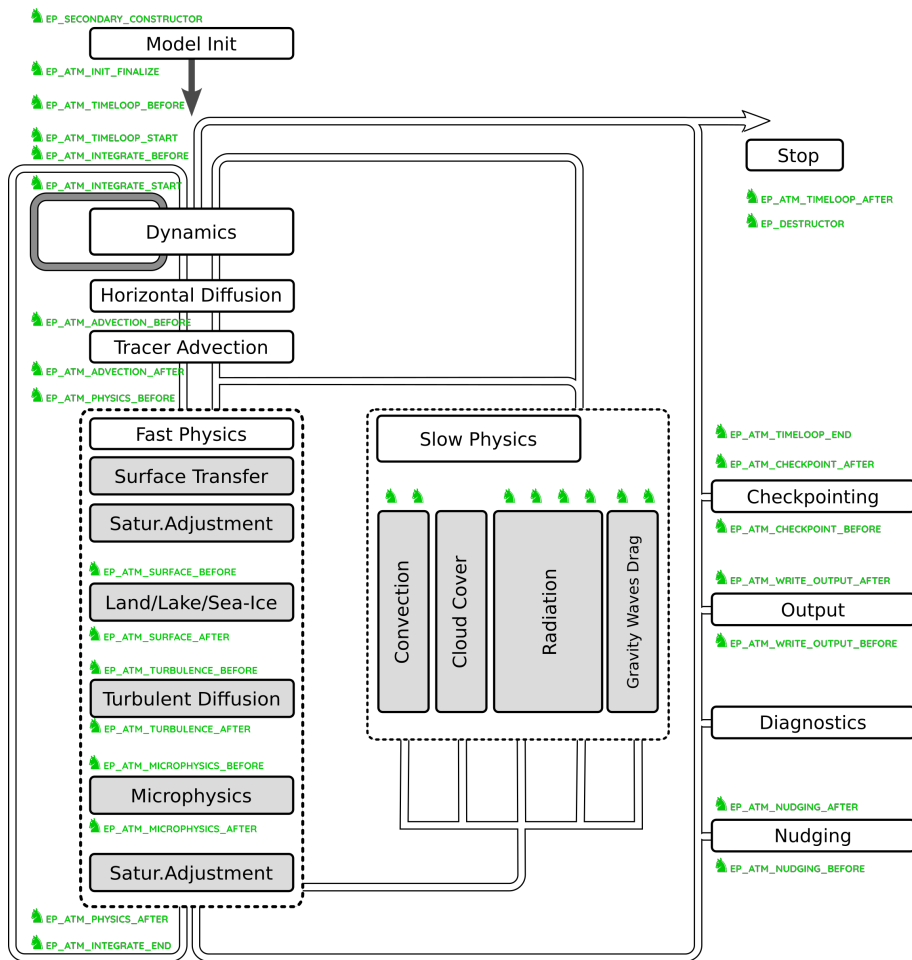 EP_SECONDARY_CONSTRUCTOR
Model Init
EP_ATM_INIT_FINALIZE
EP_ATM_TIMELOOP_BEFORE
EP_ATM_TIMELOOP_START
EP_ATM_INTEGRATE_BEFORE
EP_ATM_INTEGRATE_START
Dynamics
Horizontal Diffusion
EP_ATM_ADVECTION_BEFORE
Tracer Advection
EP_ATM_ADVECTION_AFTER
EP_ATM_PHYSICS_BEFORE
Fast Physics
Surface Transfer
Satur.Adjustment
EP_ATM_SURFACE_BEFORE
Land/Lake/Sea-Ice
EP_ATM_SURFACE_AFTER
EP_ATM_TURBULENCE_BEFORE
Turbulent Diffusion
EP_ATM_TURBULENCE_AFTER
EP_ATM_MICROPHYSICS_BEFORE
Microphysics
EP_ATM_MICROPHYSICS_AFTER
Satur.Adjustment
EP_ATM_PHYSICS_AFTER
EP_ATM_INTEGRATE_END
Slow Physics
Convection
Cloud Cover
Radiation
Gravity Waves Drag
Stop
EP_ATM_TIMELOOP_AFTER
EP_DESTRUCTOR
EP_ATM_TIMELOOP_END
EP_ATM_CHECKPOINT_AFTER
Checkpointing
EP_ATM_CHECKPOINT_BEFORE
EP_ATM_WRITE_OUTPUT_AFTER
Output
EP_ATM_WRITE_OUTPUT_BEFORE
Diagnostics
EP_ATM_NUDGING_AFTER
Nudging
EP_ATM_NUDGING_BEFORE